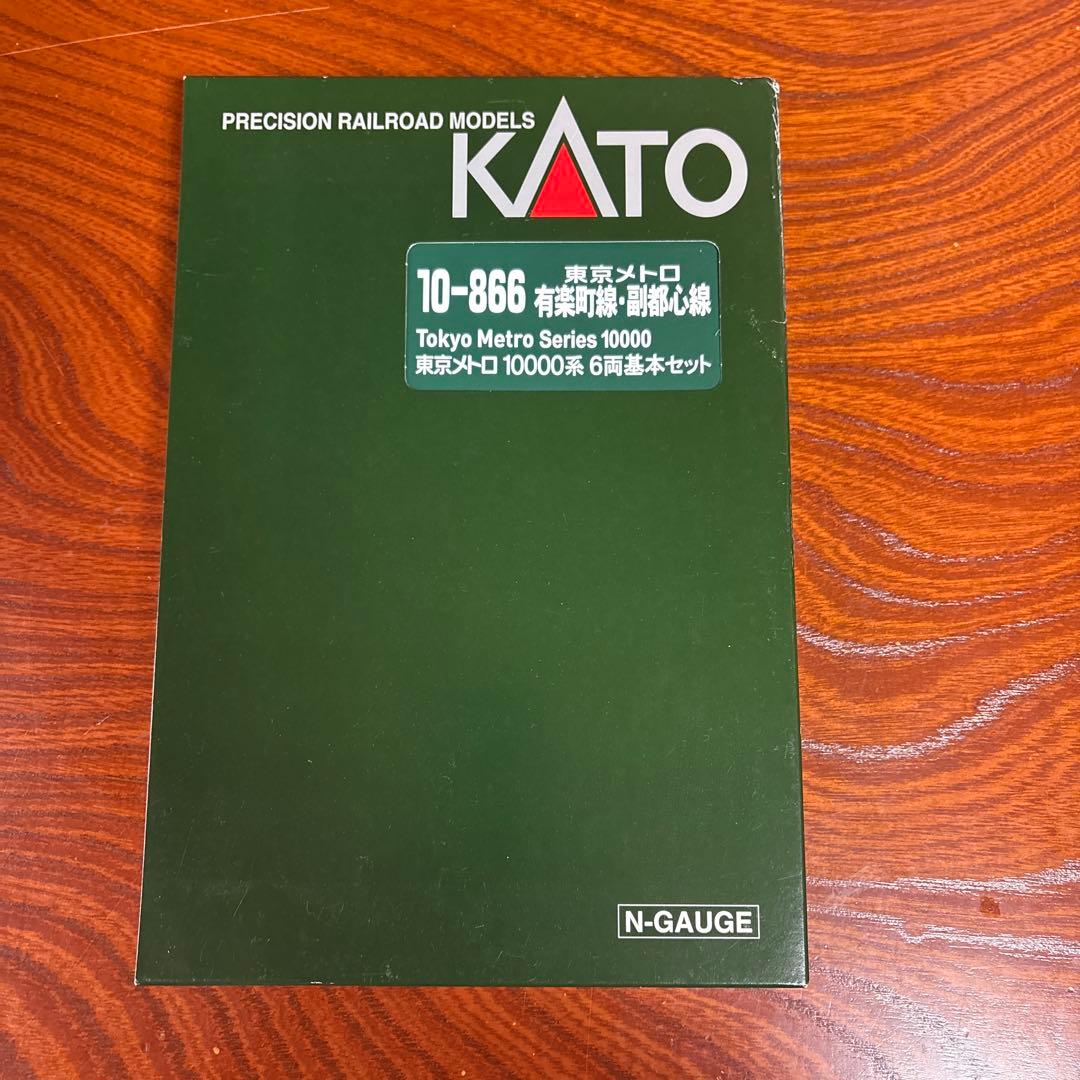 PRECISION RAILROAD MODELS
KATO
10-866
東京メトロ
有楽町線・副都心線
Tokyo Metro Series 10000
東京メトロ 10000系 6両基本セット
N-GAUGE